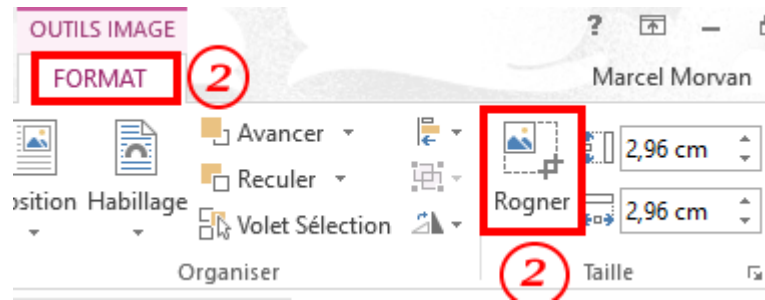 OUTILS IMAGE
?
FORMAT
2
Marcel Morvan
Avancer
2,96 cm
Reculer
sition
Habillage
Rogner
2,96 cm
Volet Sélection
Organiser
2
Taille